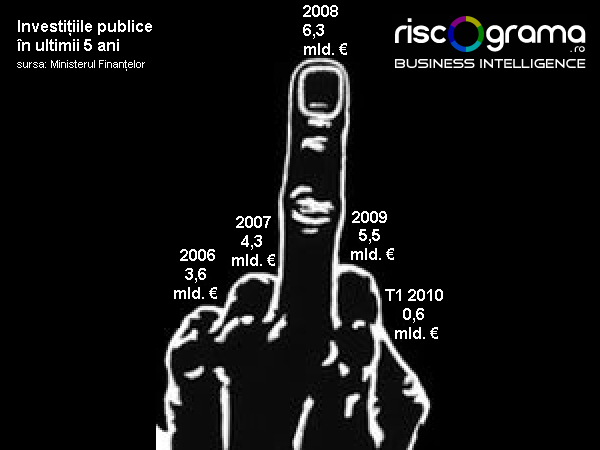 Investițiile publice
în ultimii 5 ani
sursa: Ministerul Finanțelor
2008
6,3
mld. €
riscograma
.ro
BUSINESS INTELLIGENCE
2007
4,3
mld. €
2009
5,5
mld. €
2006
3,6
mld. €
T1 2010
0,6
mld. €